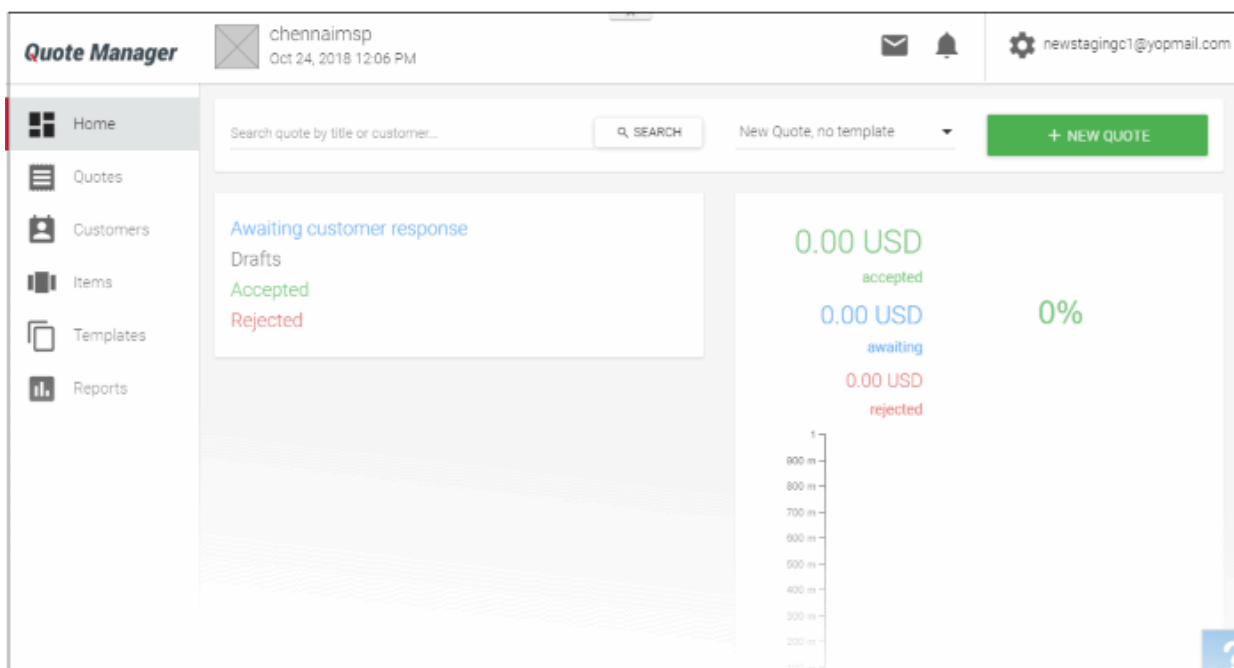 Quote Manager
chennaimsp
Oct 24, 2018 12:06 PM
newstagingc1@yopmail.com
Home
Quotes
Customers
Items
Templates
Reports
Search quote by title or customer...
SEARCH
New Quote, no template
+ NEW QUOTE
Awaiting customer response
Drafts
Accepted
Rejected
0.00 USD
accepted
0.00 USD
awaiting
0.00 USD
rejected
0%
1
900 m
800 m
700 m
600 m
500 m
400 m
300 m
200 m
?